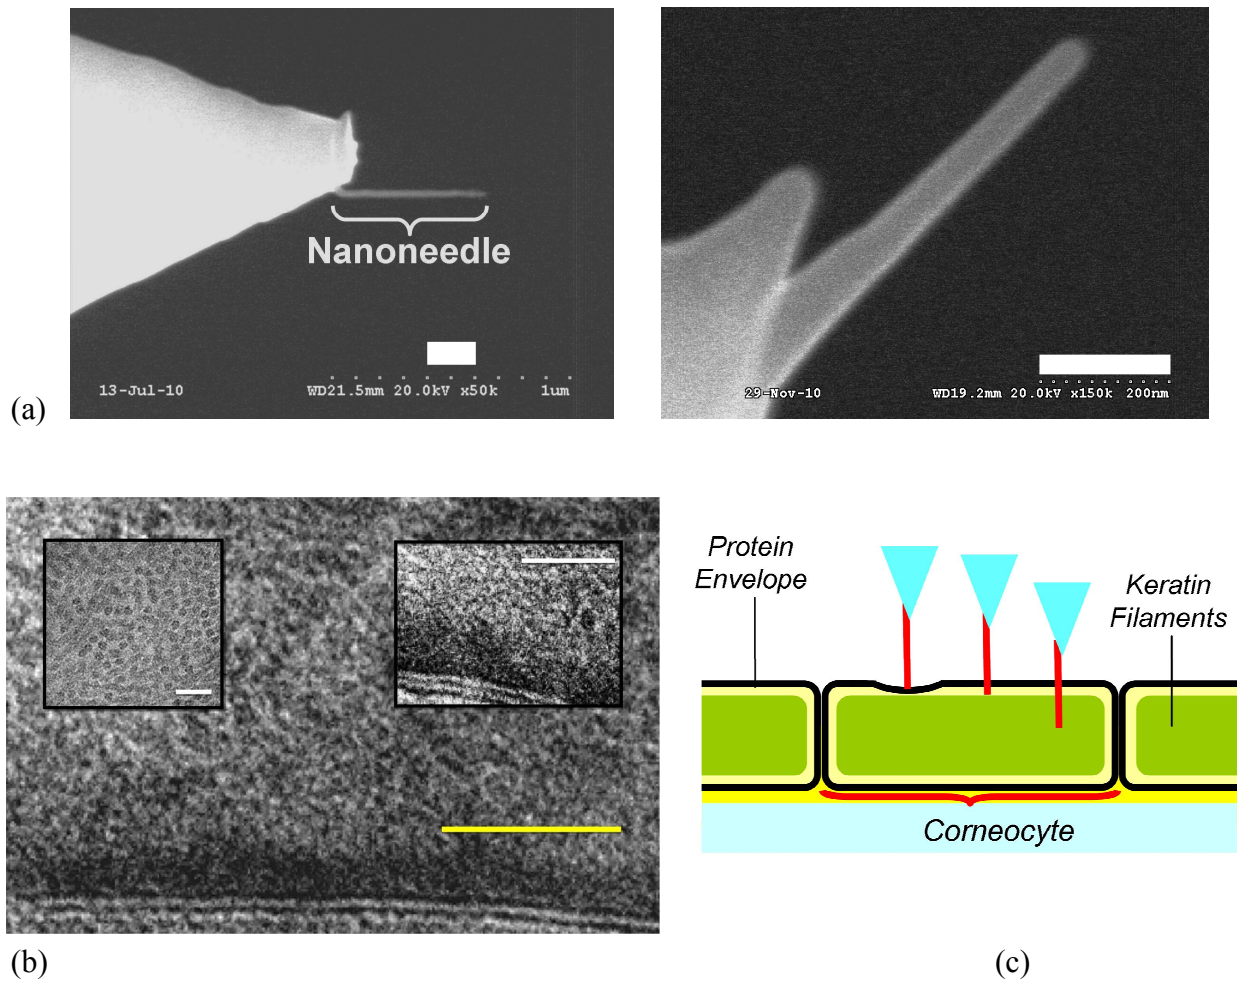 Nanoneedle
13-Jul-10
WD21.5mm 20.0kV x50k 1um
29-Nov-10
WD19.2mm 20.0kV x150k 200nm
(a)
Protein
Envelope
Keratin
Filaments
Corneocyte
(b)
(c)